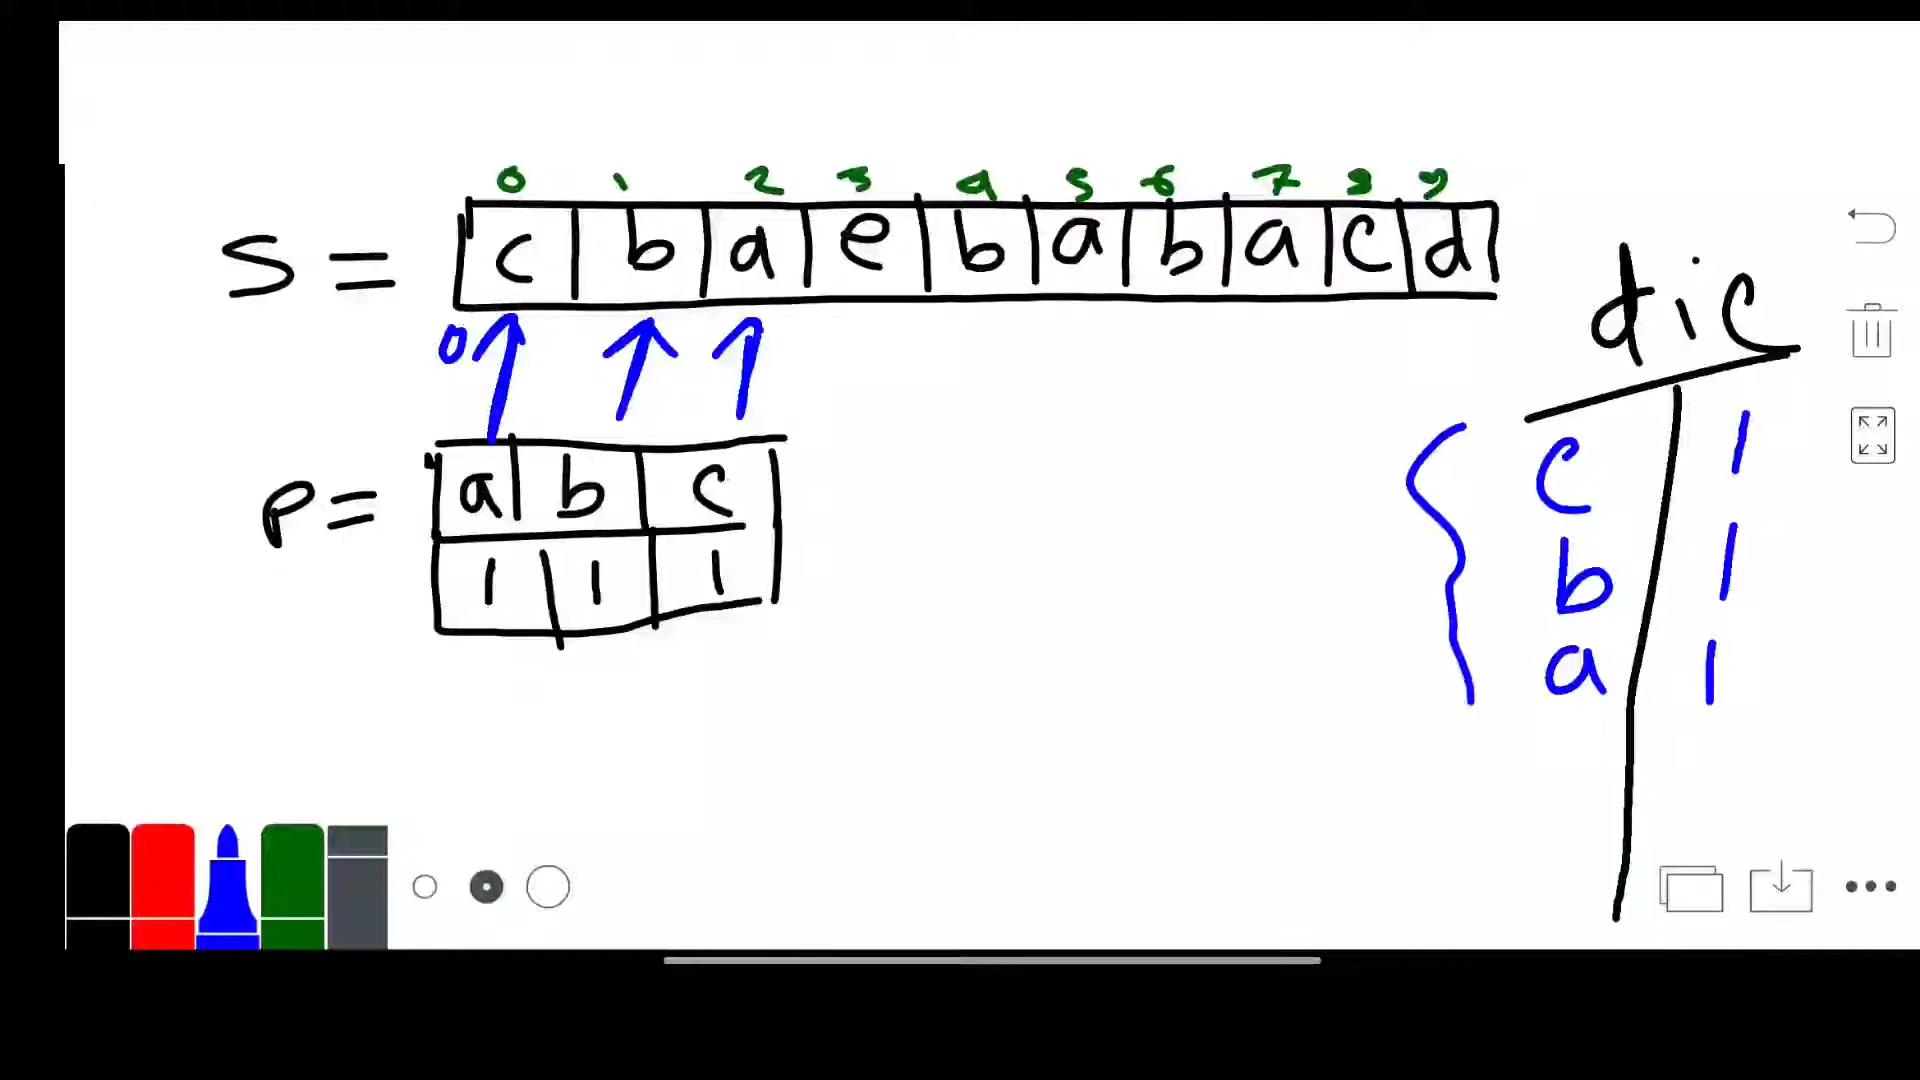 0 1 2 3 4 5 6 7 8 9
S = c b a e b a b a c d
0
dic
P = a b c
1 1 1
c 1
b 1
a 1